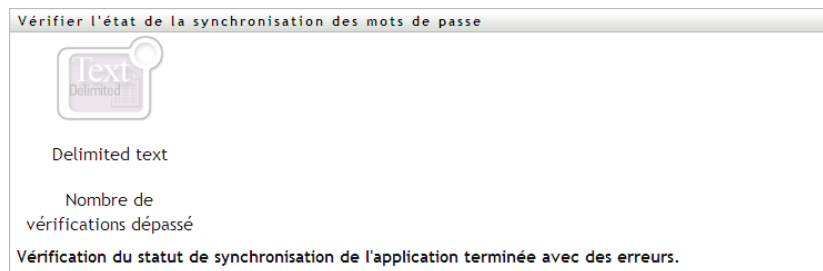 Vérifier l'état de la synchronisation des mots de passe
Text
Delimited
Delimited text
Nombre de
vérifications dépassé
Vérification du statut de synchronisation de l'application terminée avec des erreurs.